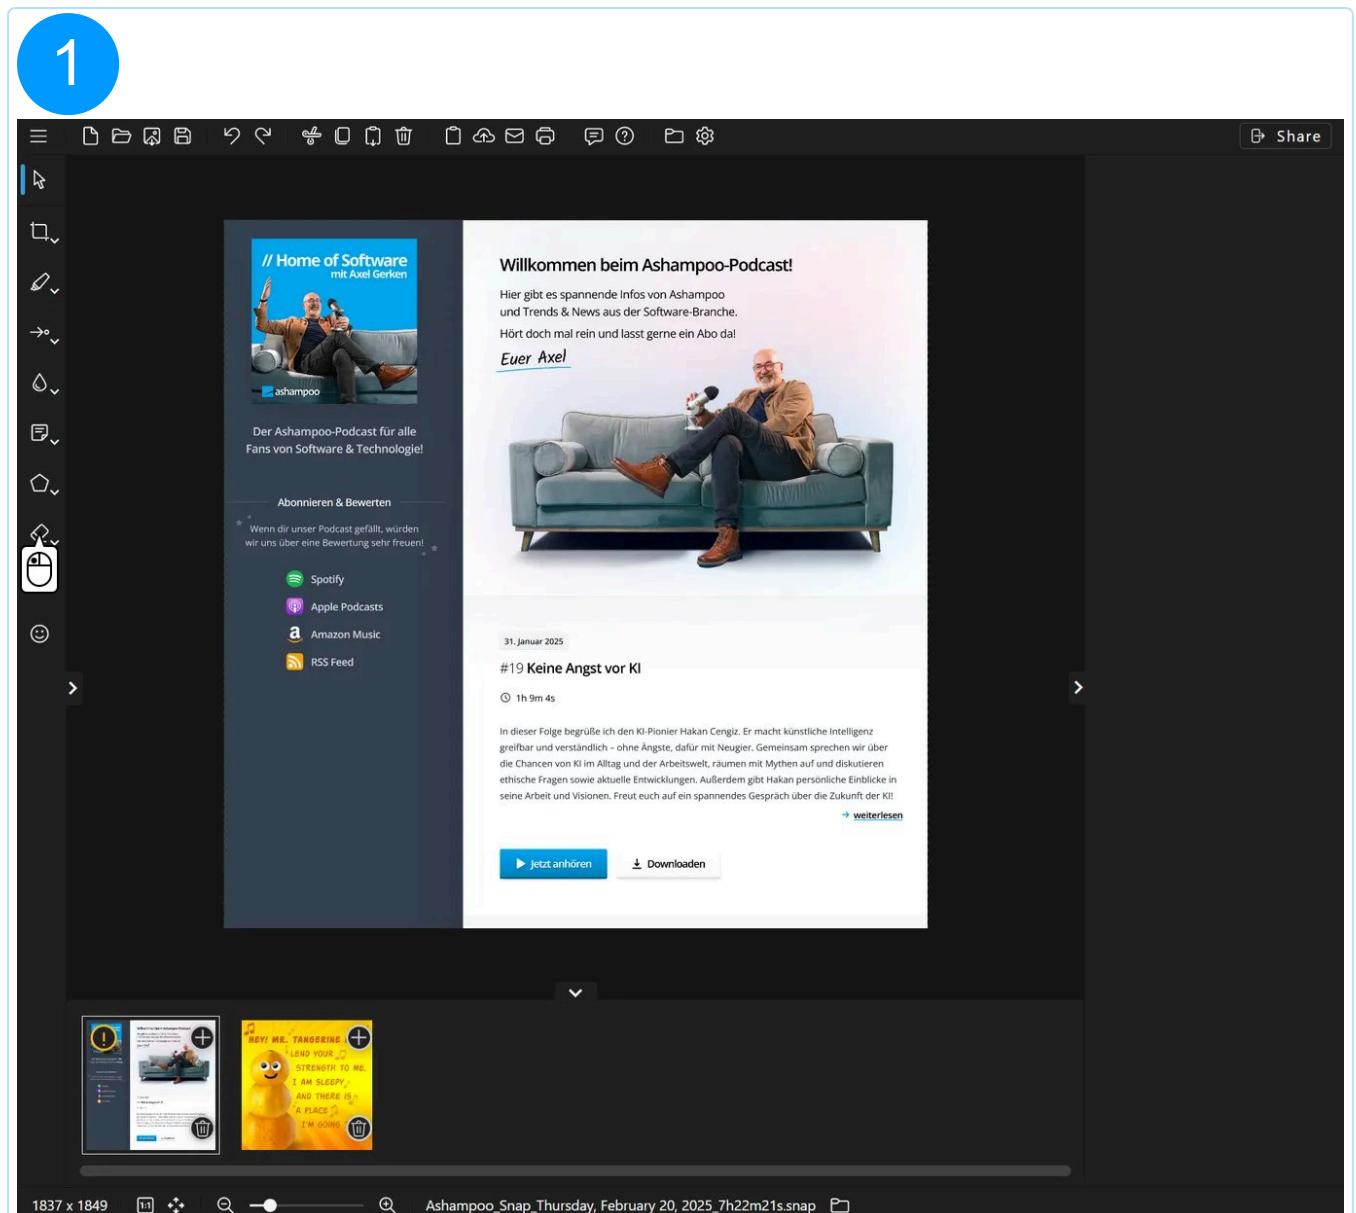 1
Share
// Home of Software
mit Axel Gerken
ashampoo
Der Ashampoo-Podcast für alle
Fans von Software & Technologie!
Abonnieren & Bewerten
Wenn dir unser Podcast gefällt, würden
wir uns über eine Bewertung sehr freuen!
Spotify
Apple Podcasts
Amazon Music
RSS Feed
Willkommen beim Ashampoo-Podcast!
Hier gibt es spannende Infos von Ashampoo
und Trends & News aus der Software-Branche.
Hört doch mal rein und lasst gerne ein Abo da!
Euer Axel
31. Januar 2025
#19 Keine Angst vor KI
1h 9m 4s
In dieser Folge begrüße ich den KI-Pionier Hakan Cengiz. Er macht künstliche Intelligenz
greifbar und verständlich – ohne Ängste, dafür mit Neugier. Gemeinsam sprechen wir über
die Chancen von KI im Alltag und der Arbeitswelt, räumen mit Mythen auf und diskutieren
ethische Fragen sowie aktuelle Entwicklungen. Außerdem gibt Hakan persönliche Einblicke in
seine Arbeit und Visionen. Freut euch auf ein spannendes Gespräch über die Zukunft der KI!
weiterlesen
Jetzt anhören
Downloaden
HEY! MR. TANGERINE
LEND YOUR
STRENGTH TO ME,
I AM SLEEPY
AND THERE IS
A PLACE
I'M GOING
1837 x 1849
1:1
Ashampoo_Snap_Thursday, February 20, 2025_7h22m21s.snap